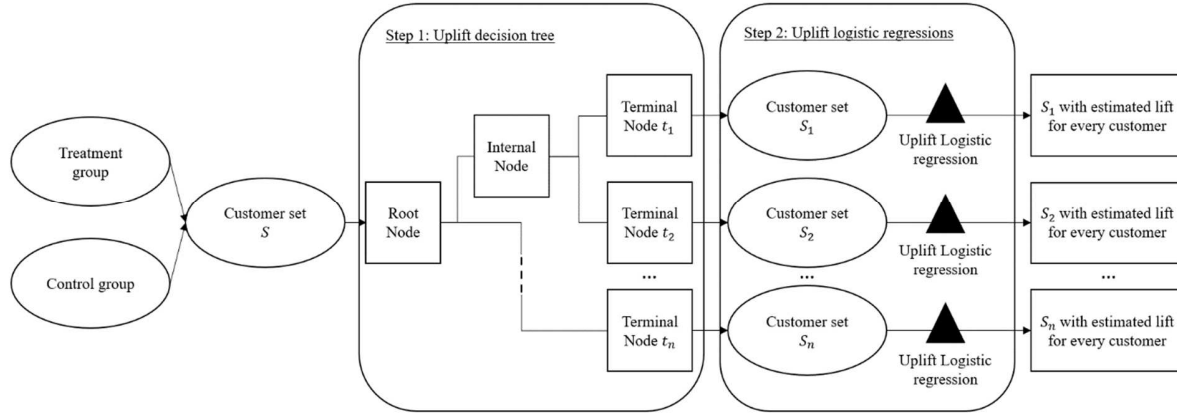 Step 1: Uplift decision tree
Step 2: Uplift logistic regressions
Treatment
group
Control group
Customer set
S
Root
Node
Internal
Node
Terminal
Node t₁
Customer set
S₁
Uplift Logistic
regression
S₁ with estimated lift
for every customer
Terminal
Node t₂
Customer set
S₂
Uplift Logistic
regression
S₂ with estimated lift
for every customer
...
...
...
Terminal
Node tₙ
Customer set
Sₙ
Uplift Logistic
regression
Sₙ with estimated lift
for every customer